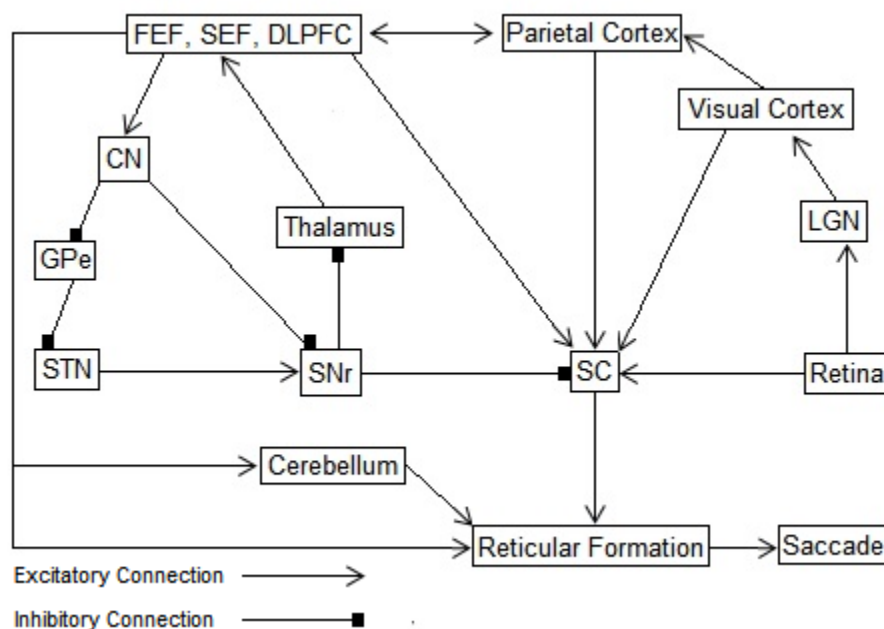 FEF, SEF, DLPFC
Parietal Cortex
Visual Cortex
CN
Thalamus
LGN
GPe
STN
SNr
SC
Retina
Cerebellum
Reticular Formation
Saccade
Excitatory Connection
Inhibitory Connection